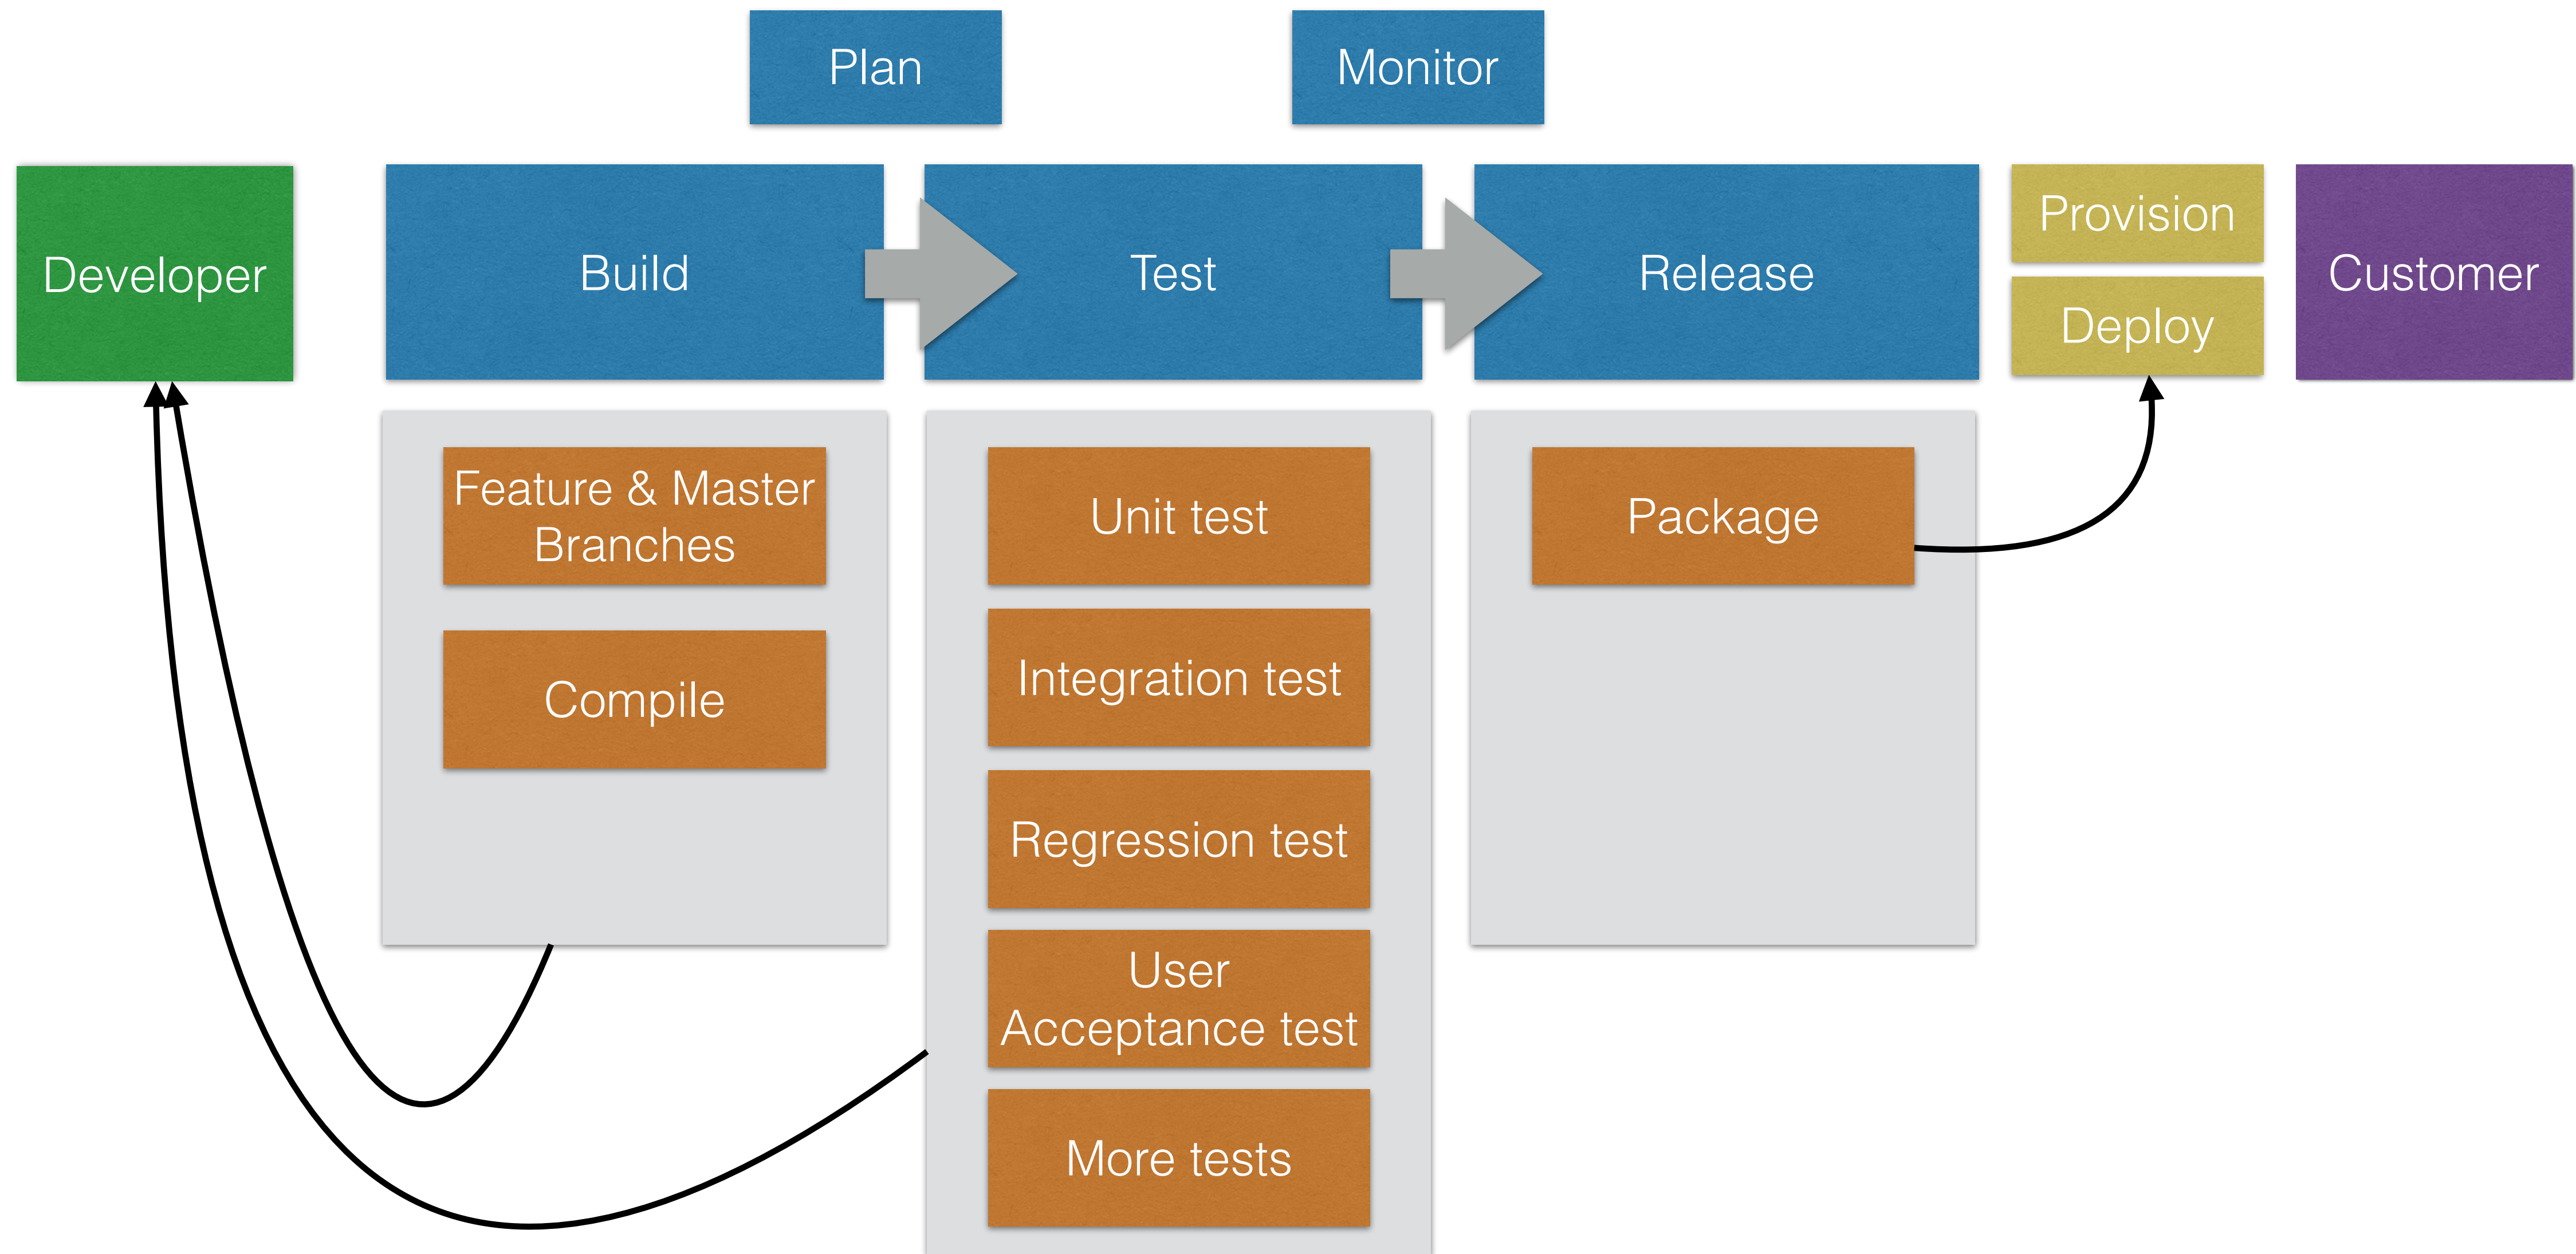 Plan
Monitor
Developer
Build
Test
Release
Provision
Deploy
Customer
Feature & Master
Branches
Compile
Unit test
Integration test
Regression test
User
Acceptance test
More tests
Package